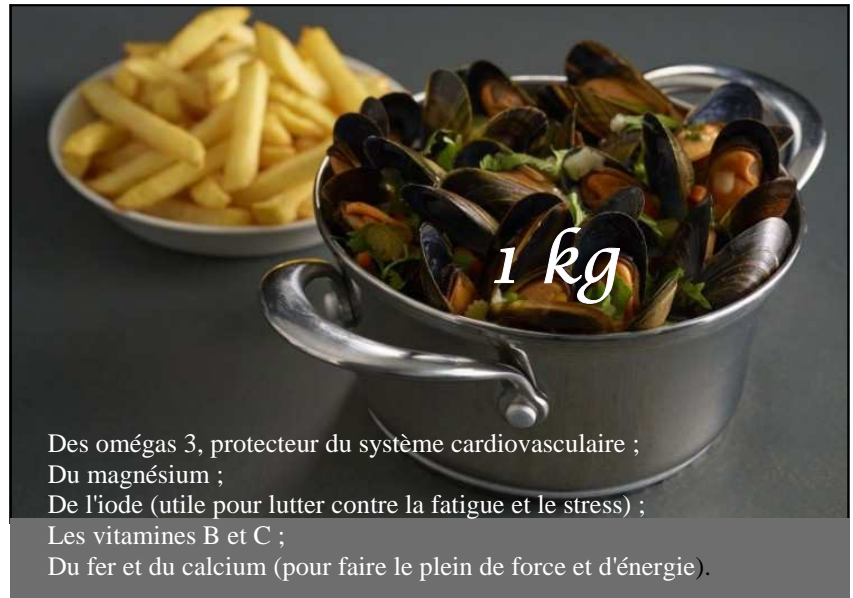 1 kg
Des omégas 3, protecteur du système cardiovasculaire ;
Du magnésium ;
De l'iode (utile pour lutter contre la fatigue et le stress) ;
Les vitamines B et C ;
Du fer et du calcium (pour faire le plein de force et d'énergie).